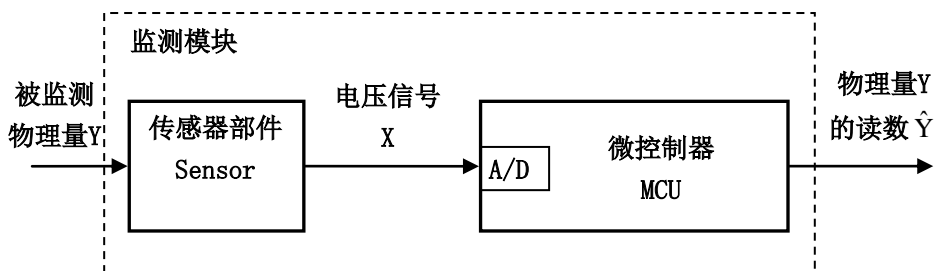 监测模块
被监测
物理量Y
传感器部件
Sensor
电压信号
X
A/D
微控制器
MCU
物理量Y
的读数 Ŷ